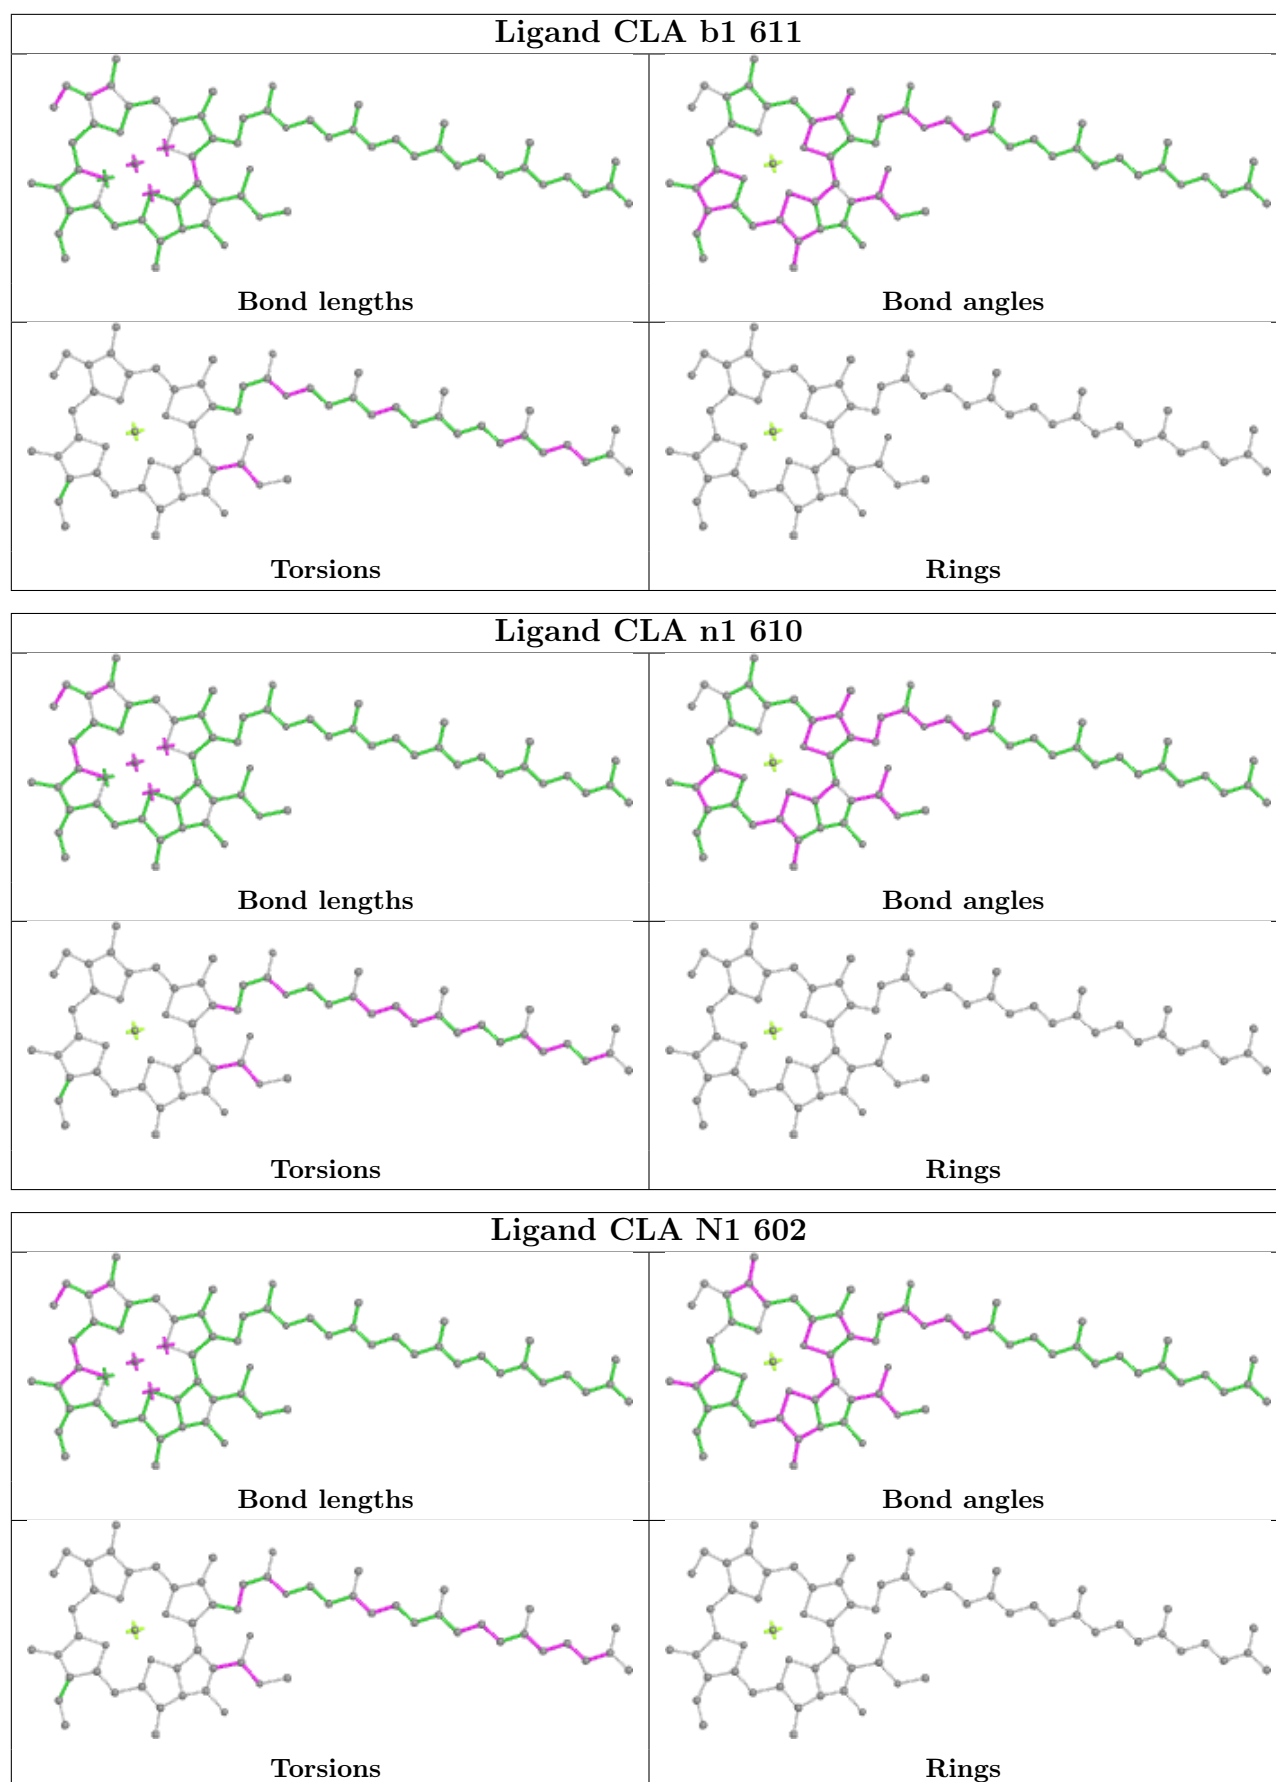 Ligand CLA b1 611
Bond lengths
Bond angles
Torsions
Rings
Ligand CLA n1 610
Bond lengths
Bond angles
Torsions
Rings
Ligand CLA N1 602
Bond lengths
Bond angles
Torsions
Rings